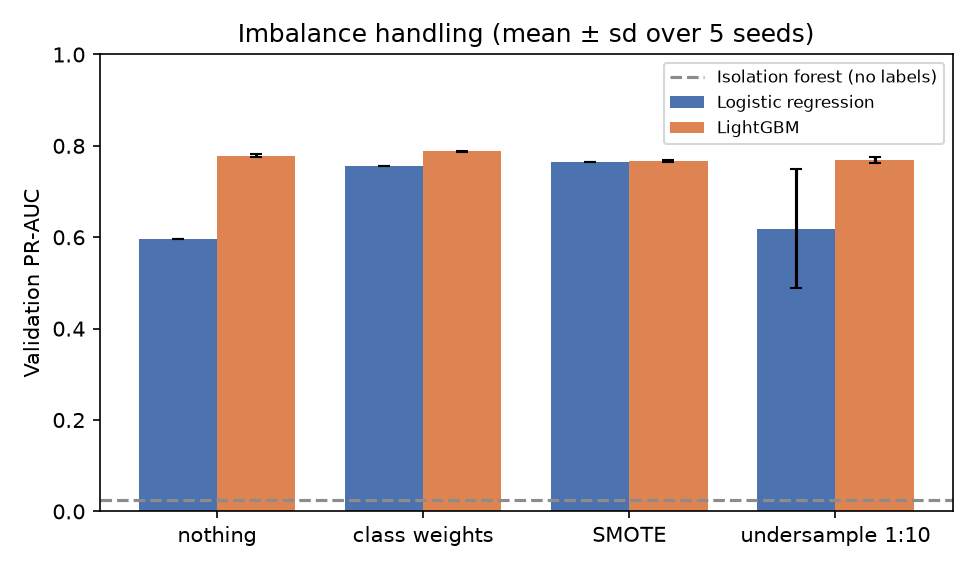 Imbalance handling (mean ± sd over 5 seeds)
Isolation forest (no labels)
Logistic regression
LightGBM
Validation PR-AUC
1.0
0.8
0.6
0.4
0.2
0.0
nothing
class weights
SMOTE
undersample 1:10